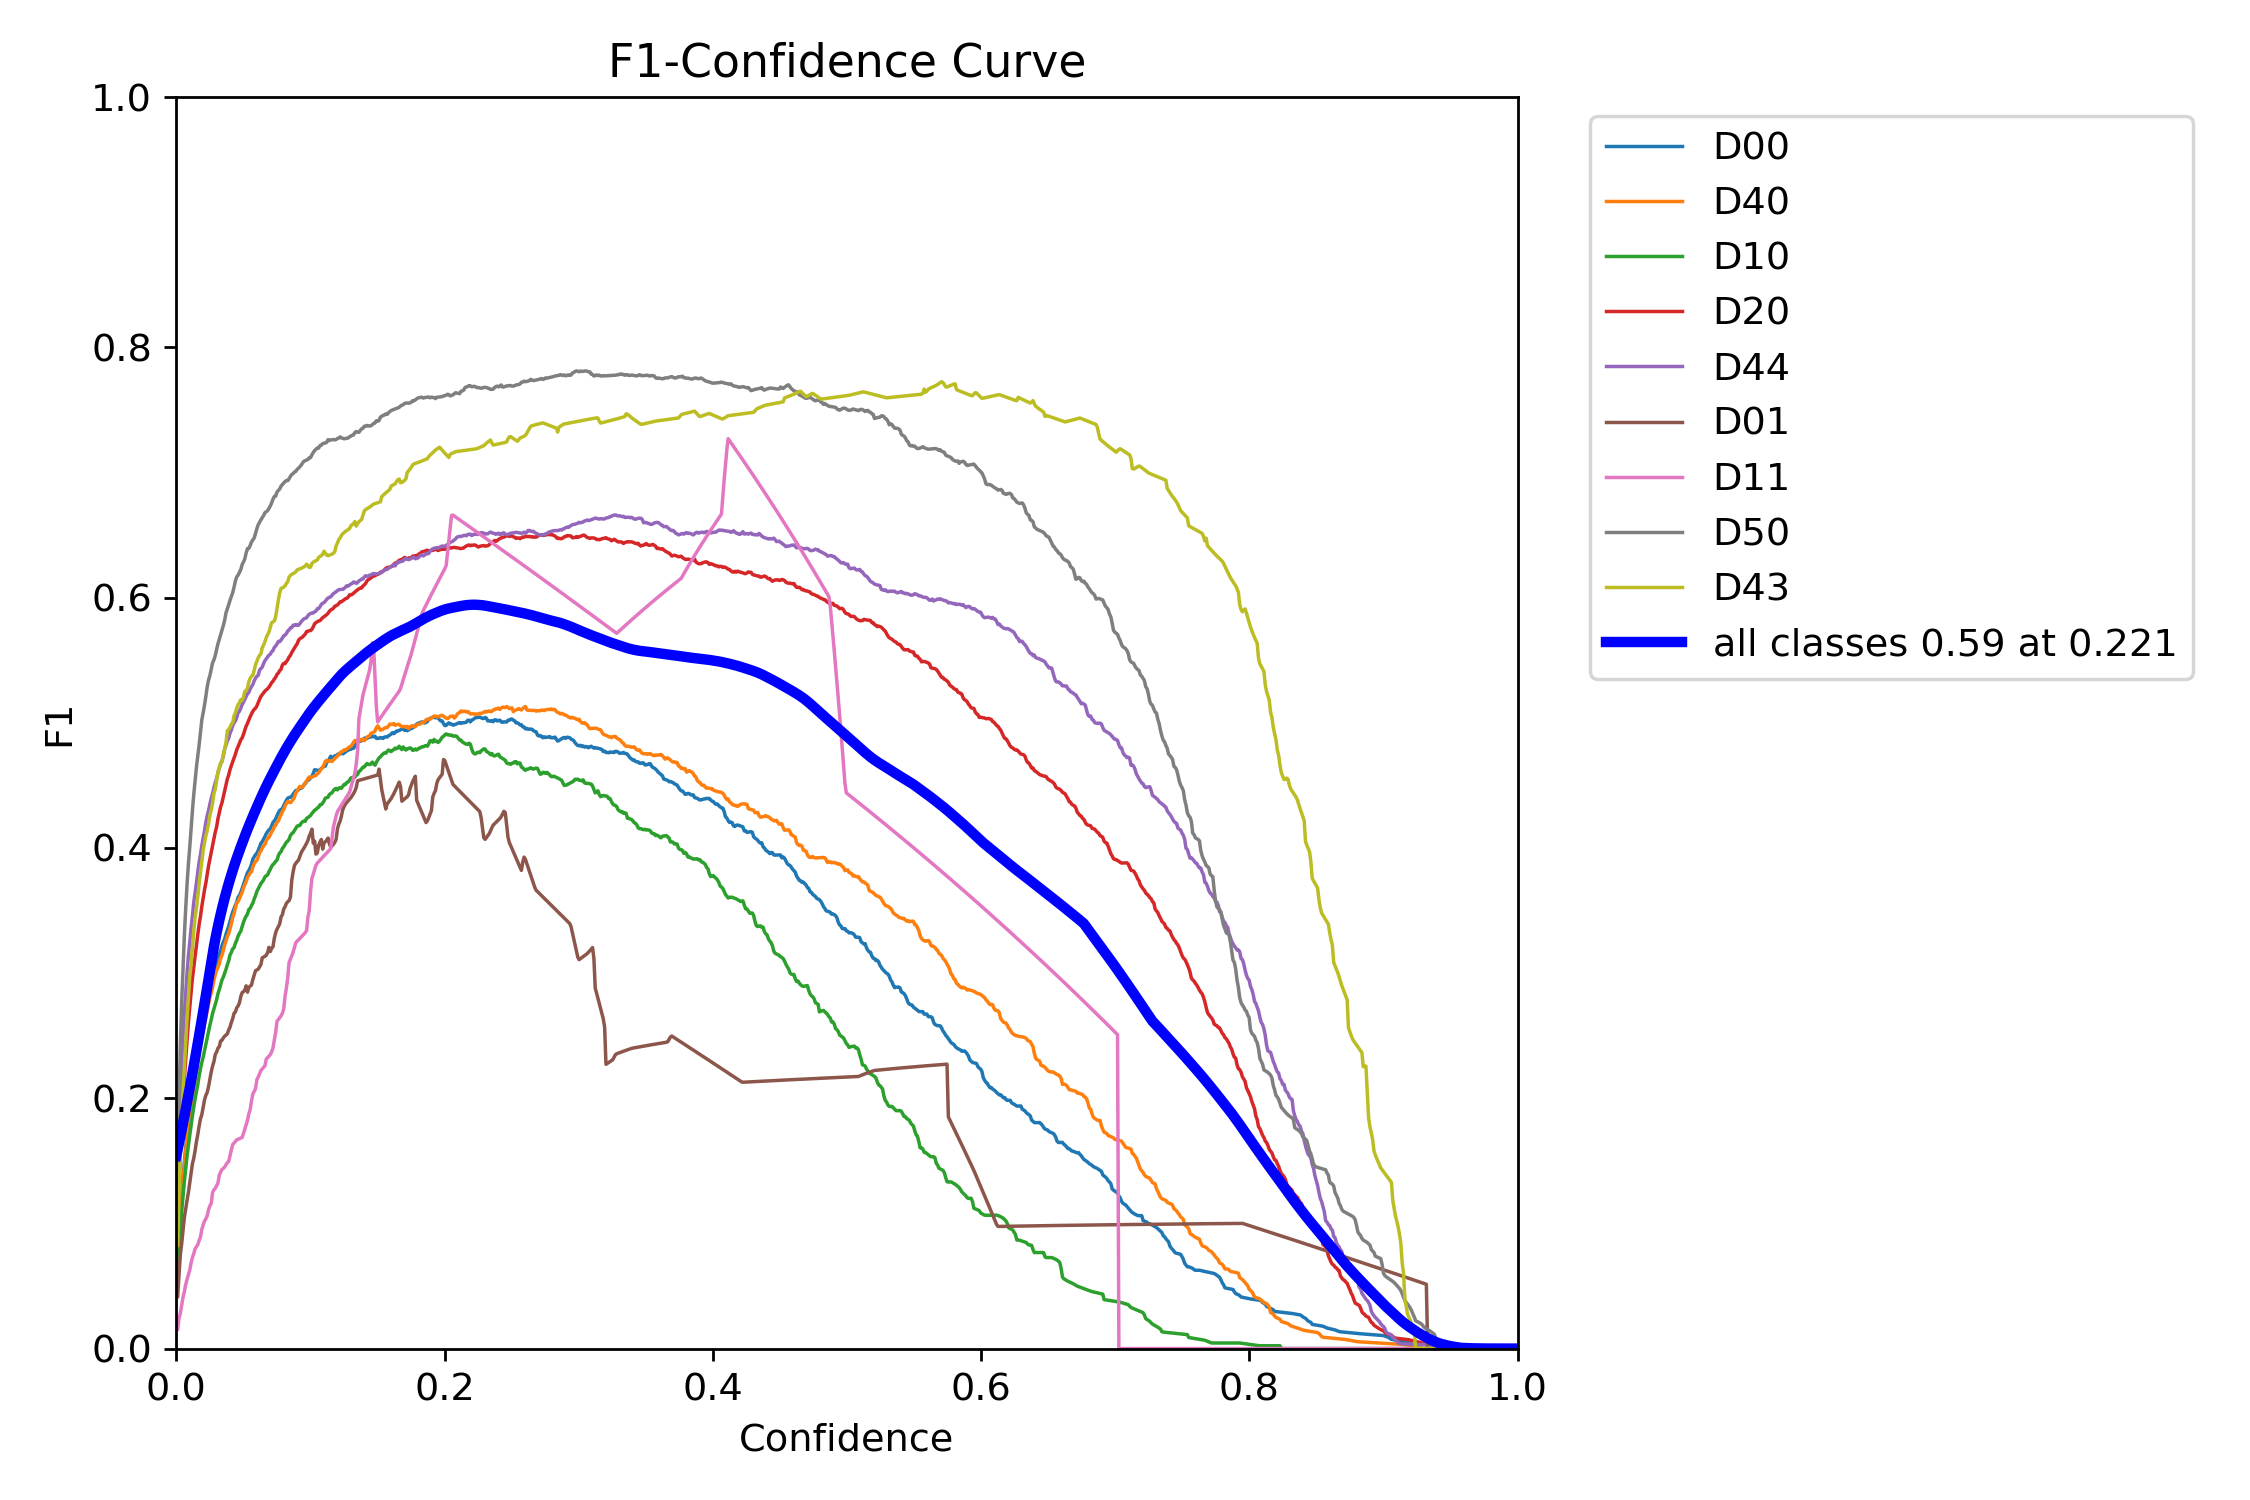 F1-Confidence Curve
1.0
0.8
0.6
0.4
0.2
0.0
F1
0.0 0.2 0.4 0.6 0.8 1.0
Confidence
D00
D40
D10
D20
D44
D01
D11
D50
D43
all classes 0.59 at 0.221